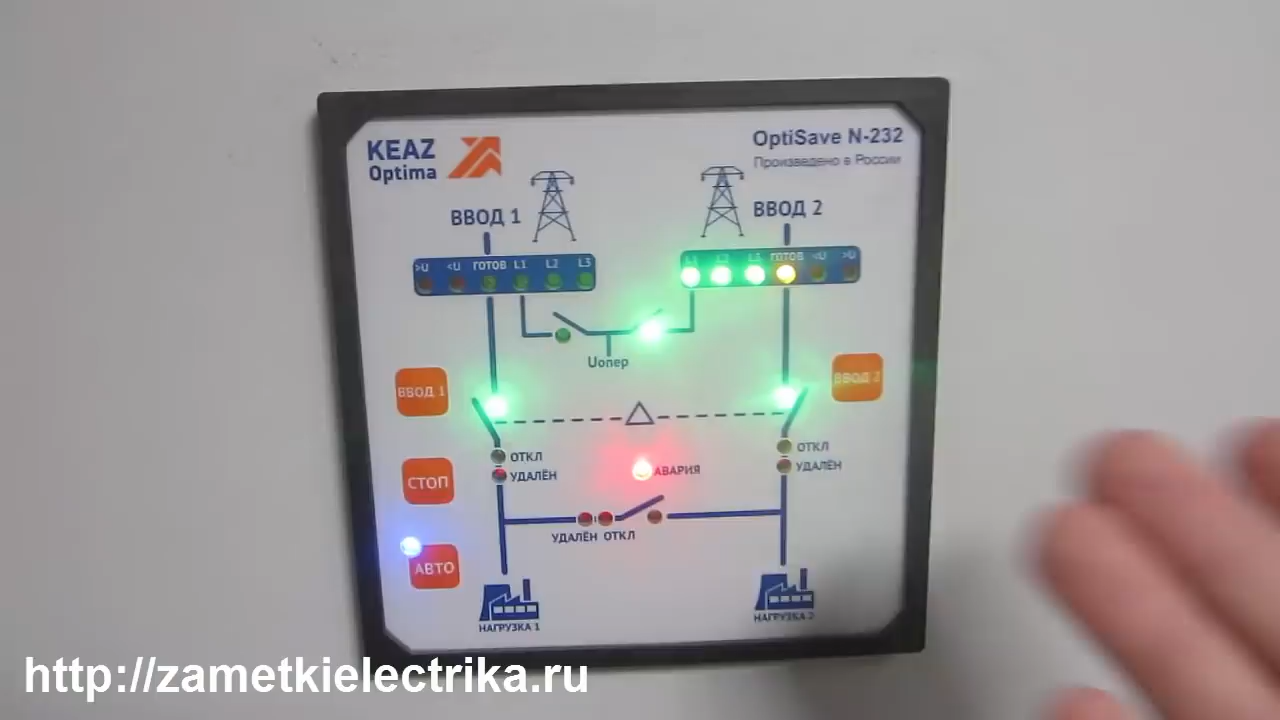 KEAZ
Optima
OptiSave N-232
Произведено в России
ВВОД 1
ВВОД 2
>U <U ГОТОВ L1 L2 L3
L1 L2 L3 ГОТОВ <U >U
Uопер
ВВОД 1
ВВОД 2
ОТКЛ
УДАЛЁН
ОТКЛ
УДАЛЁН
АВАРИЯ
СТОП
УДАЛЁН ОТКЛ
АВТО
НАГРУЗКА 1
НАГРУЗКА 2
http://zametkielectrika.ru